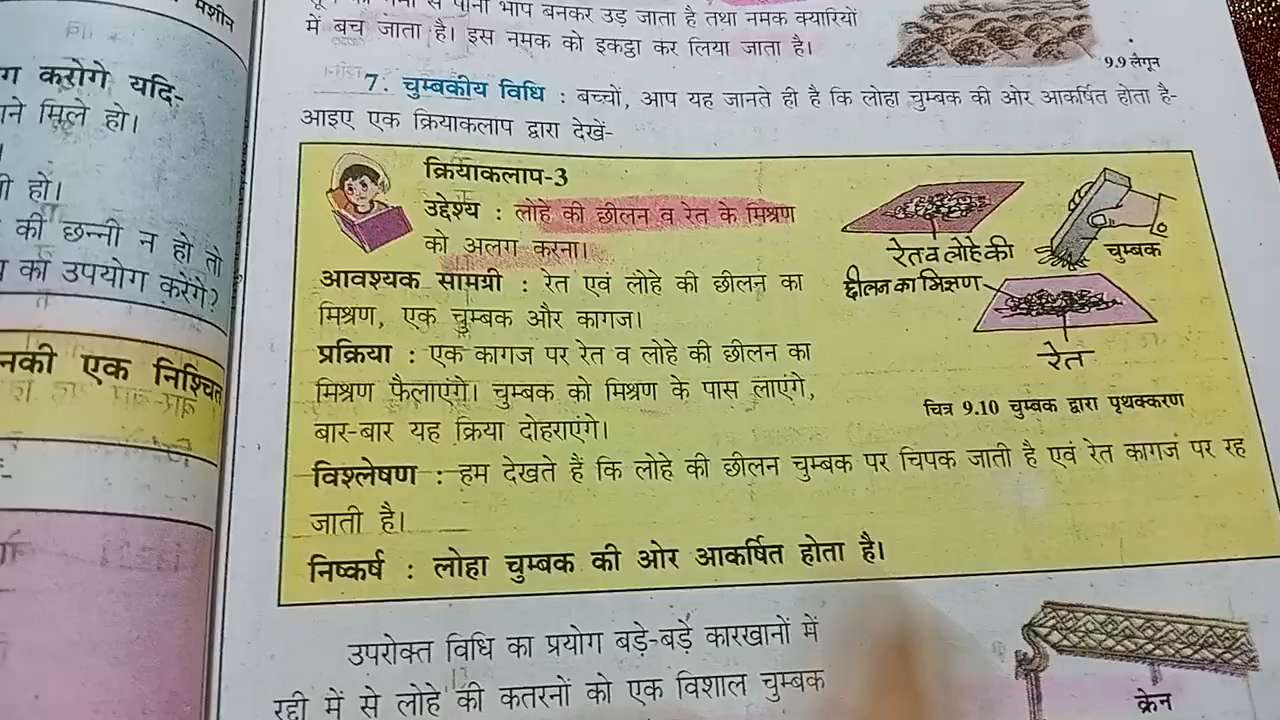 मशीन
ग करोगे यदि-
ाने मिले हो।
ी हो।
की छन्नी न हो तो
का उपयोग करेंगे?
नकी एक निश्चित
से पानी भाप बनकर उड़ जाता है तथा नमक क्यारियों
में बच जाता है। इस नमक को इकट्ठा कर लिया जाता है।
9.9 लैगून
7. चुम्बकीय विधि : बच्चों, आप यह जानते ही है कि लोहा चुम्बक की ओर आकर्षित होता है-
आइए एक क्रियाकलाप द्वारा देखें-
क्रियाकलाप-3
उद्देश्य : लोहे की छीलन व रेत के मिश्रण
को अलग करना।
आवश्यक सामग्री : रेत एवं लोहे की छीलन का
मिश्रण, एक चुम्बक और कागज।
प्रक्रिया : एक कागज पर रेत व लोहे की छीलन का
मिश्रण फैलाएंगे। चुम्बक को मिश्रण के पास लाएंगे,
बार-बार यह क्रिया दोहराएंगे।
रेत व लोहे की
छीलन का मिश्रण
चुम्बक
रेत
चित्र 9.10 चुम्बक द्वारा पृथक्करण
विश्लेषण : हम देखते हैं कि लोहे की छीलन चुम्बक पर चिपक जाती है एवं रेत कागज पर रह
जाती है।
निष्कर्ष : लोहा चुम्बक की ओर आकर्षित होता है।
उपरोक्त विधि का प्रयोग बड़े-बड़े कारखानों में
रद्दी में से लोहे की कतरनों को एक विशाल चुम्बक
क्रेन